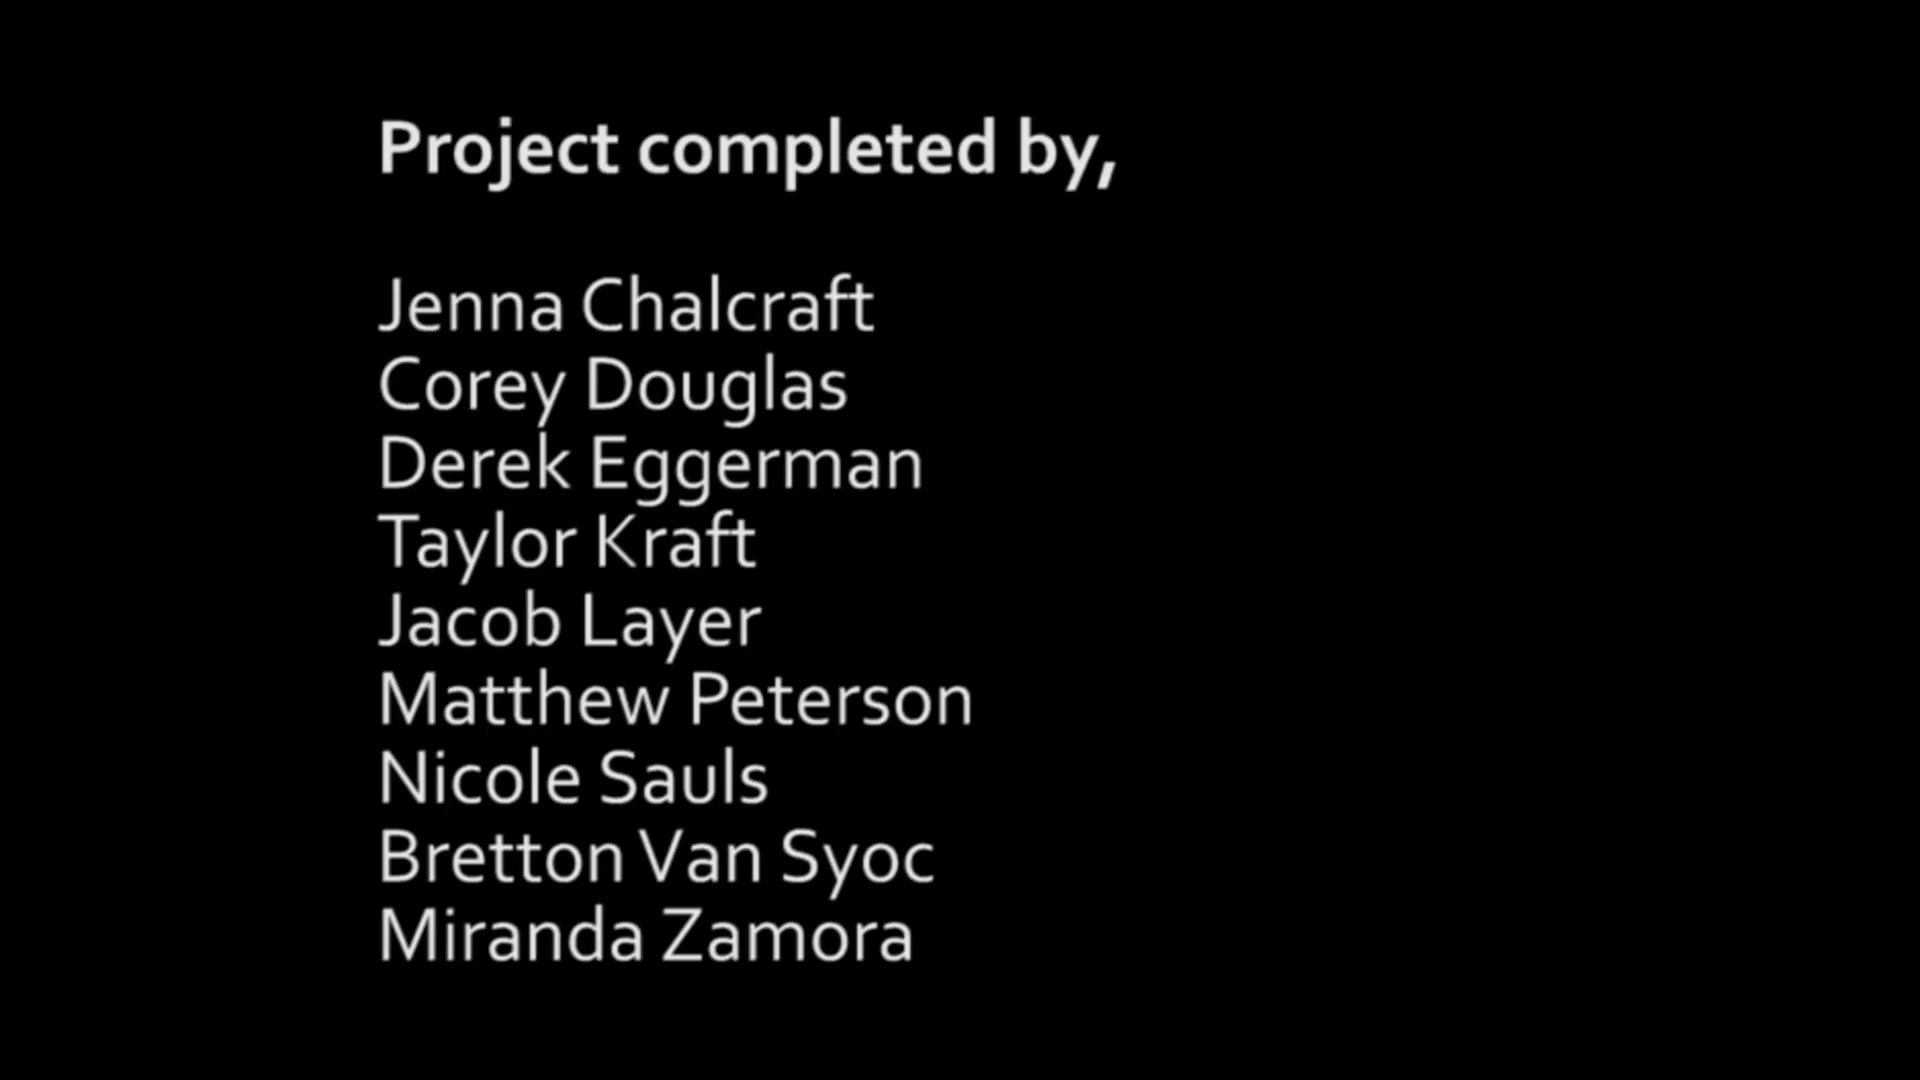 Project completed by,
Jenna Chalcraft
Corey Douglas
Derek Eggerman
Taylor Kraft
Jacob Layer
Matthew Peterson
Nicole Sauls
Bretton Van Syoc
Miranda Zamora